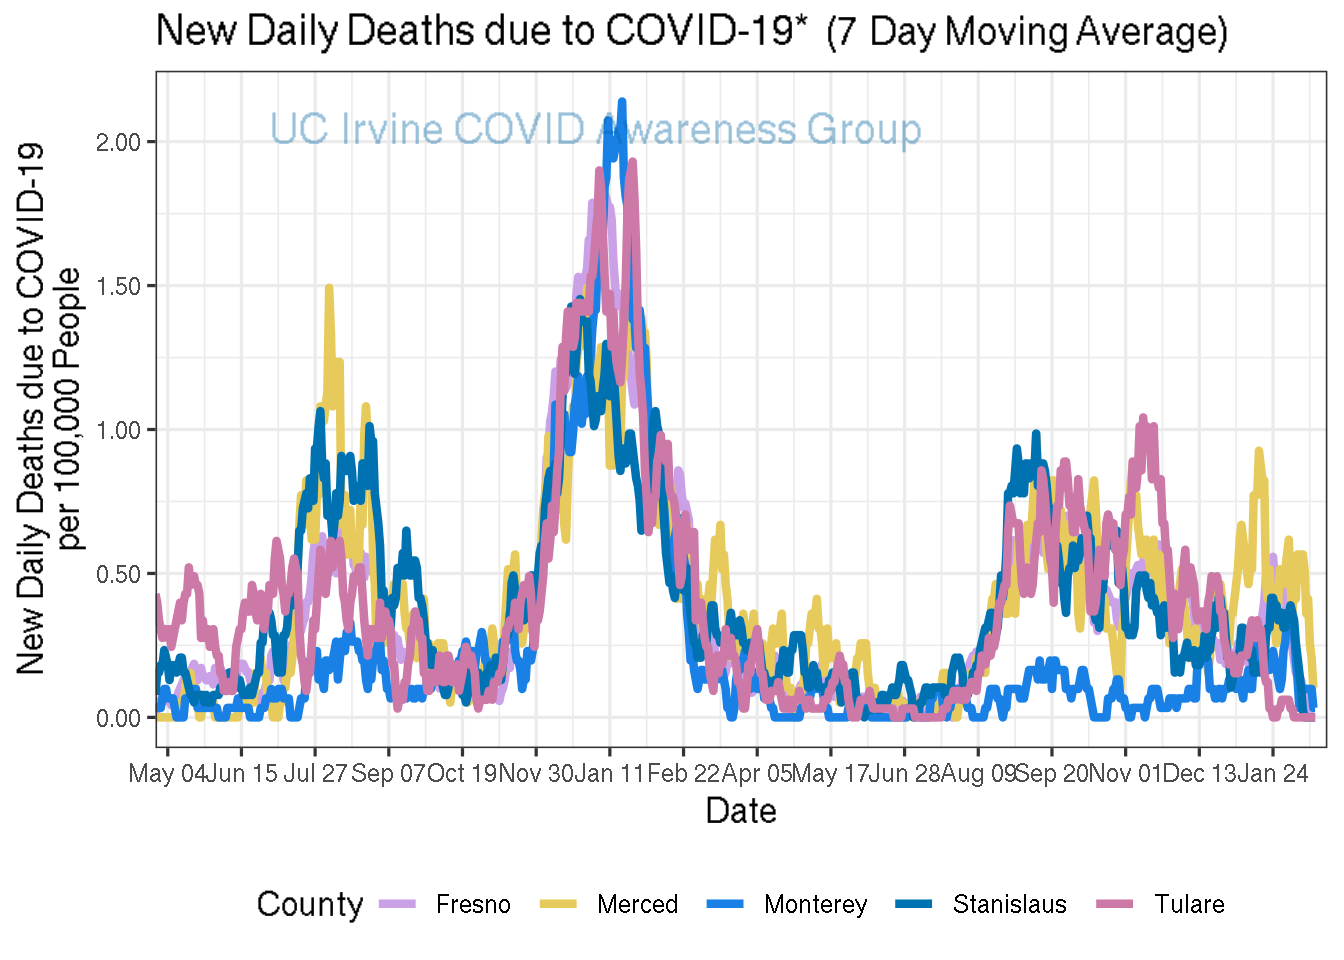 New Daily Deaths due to COVID-19* (7 Day Moving Average)
UC Irvine COVID Awareness Group
New Daily Deaths due to COVID-19
per 100,000 People
2.00
1.50
1.00
0.50
0.00
May 04 Jun 15 Jul 27 Sep 07 Oct 19 Nov 30 Jan 11 Feb 22 Apr 05 May 17 Jun 28 Aug 09 Sep 20 Nov 01 Dec 13 Jan 24
Date
County Fresno Merced Monterey Stanislaus Tulare